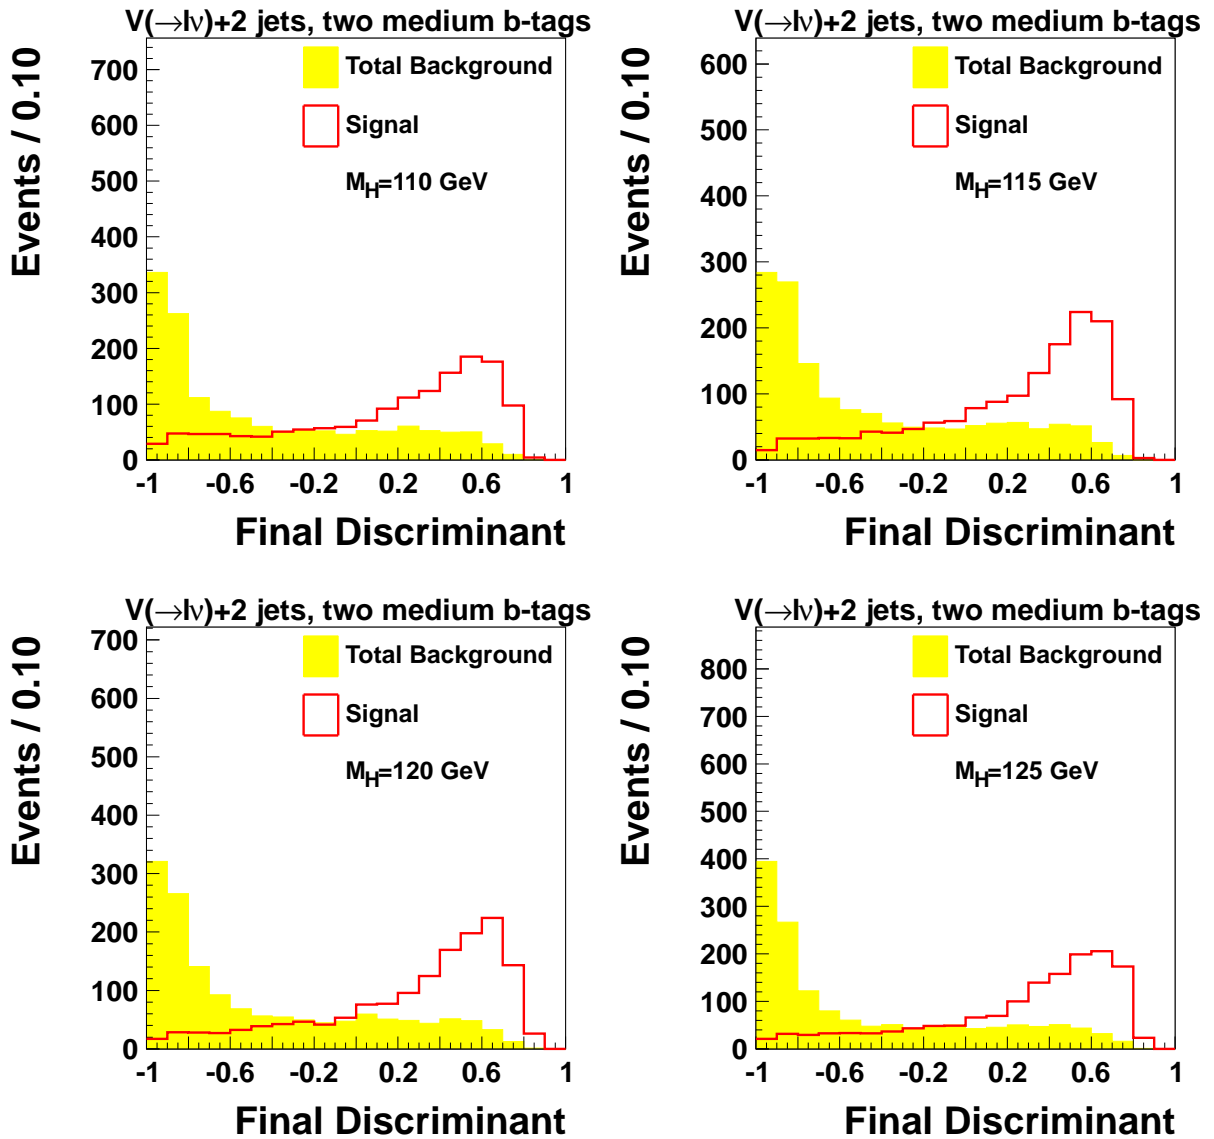 V(→lν)+2 jets, two medium b-tags
Events / 0.10
700
600
500
400
300
200
100
0
Total Background
Signal
M_H=110 GeV
-1 -0.6 -0.2 0.2 0.6 1
Final Discriminant
V(→lν)+2 jets, two medium b-tags
Events / 0.10
600
500
400
300
200
100
0
Total Background
Signal
M_H=115 GeV
-1 -0.6 -0.2 0.2 0.6 1
Final Discriminant
V(→lν)+2 jets, two medium b-tags
Events / 0.10
700
600
500
400
300
200
100
0
Total Background
Signal
M_H=120 GeV
-1 -0.6 -0.2 0.2 0.6 1
Final Discriminant
V(→lν)+2 jets, two medium b-tags
Events / 0.10
800
700
600
500
400
300
200
100
0
Total Background
Signal
M_H=125 GeV
-1 -0.6 -0.2 0.2 0.6 1
Final Discriminant